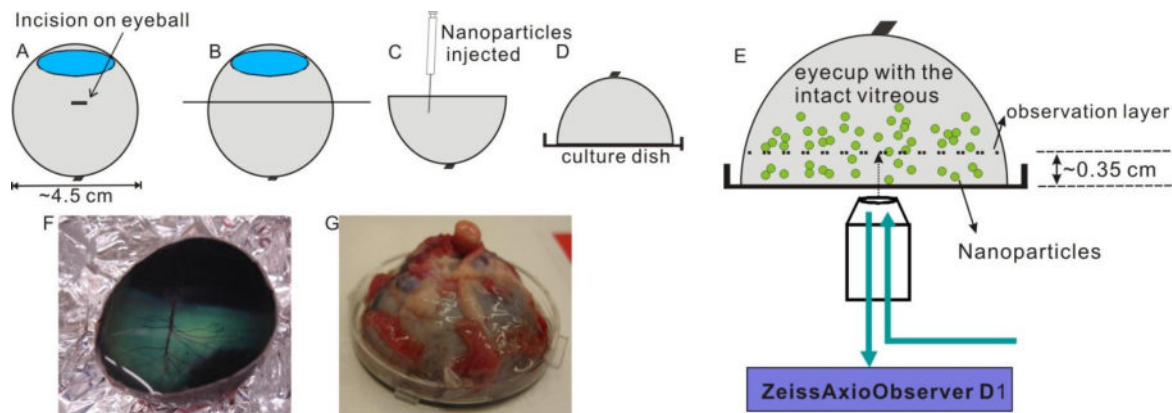 Incision on eyeball
A
~4.5 cm
B
C
Nanoparticles
injected
D
culture dish
E
eyecup with the
intact vitreous
observation layer
~0.35 cm
Nanoparticles
ZeissAxioObserver D1
F
G